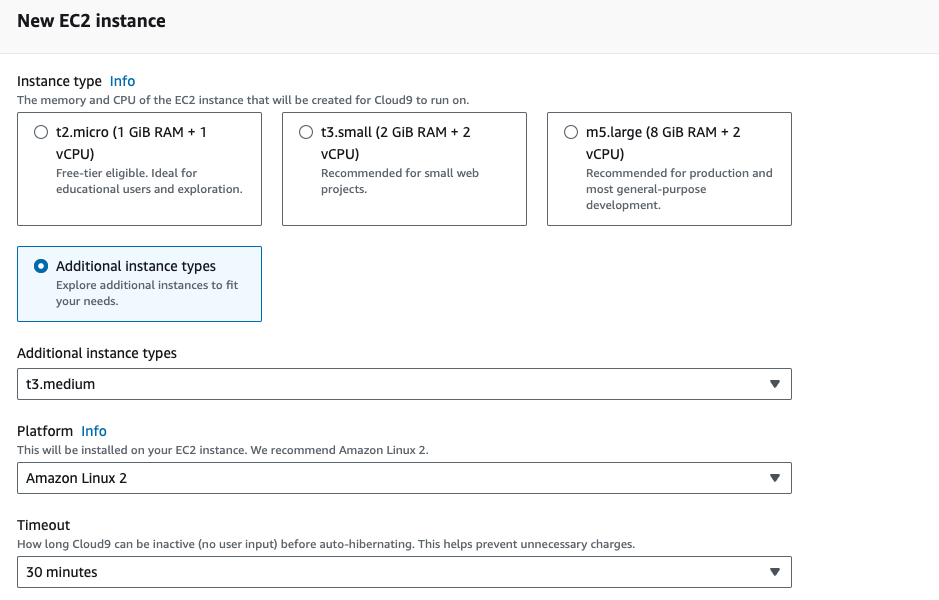 New EC2 instance
Instance type Info
The memory and CPU of the EC2 instance that will be created for Cloud9 to run on.
t2.micro (1 GiB RAM + 1
vCPU)
Free-tier eligible. Ideal for
educational users and exploration.
t3.small (2 GiB RAM + 2
vCPU)
Recommended for small web
projects.
m5.large (8 GiB RAM + 2
vCPU)
Recommended for production and
most general-purpose
development.
Additional instance types
Explore additional instances to fit
your needs.
Additional instance types
t3.medium
Platform Info
This will be installed on your EC2 instance. We recommend Amazon Linux 2.
Amazon Linux 2
Timeout
How long Cloud9 can be inactive (no user input) before auto-hibernating. This helps prevent unnecessary charges.
30 minutes